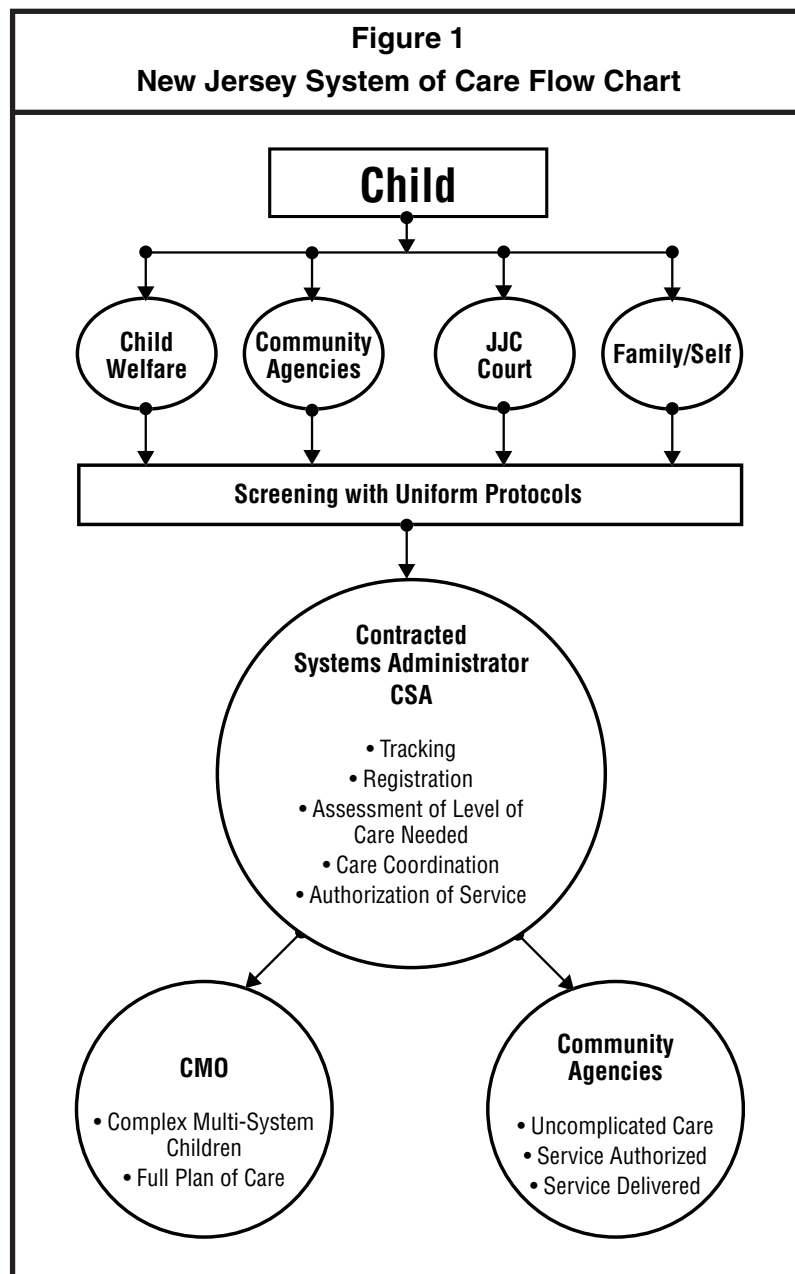 Figure 1
New Jersey System of Care Flow Chart
Child
Child
Welfare
Community
Agencies
JJC
Court
Family/Self
Screening with Uniform Protocols
Contracted
Systems Administrator
CSA
• Tracking
• Registration
• Assessment of Level of
Care Needed
• Care Coordination
• Authorization of Service
CMO
• Complex Multi-System
Children
• Full Plan of Care
Community
Agencies
• Uncomplicated Care
• Service Authorized
• Service Delivered